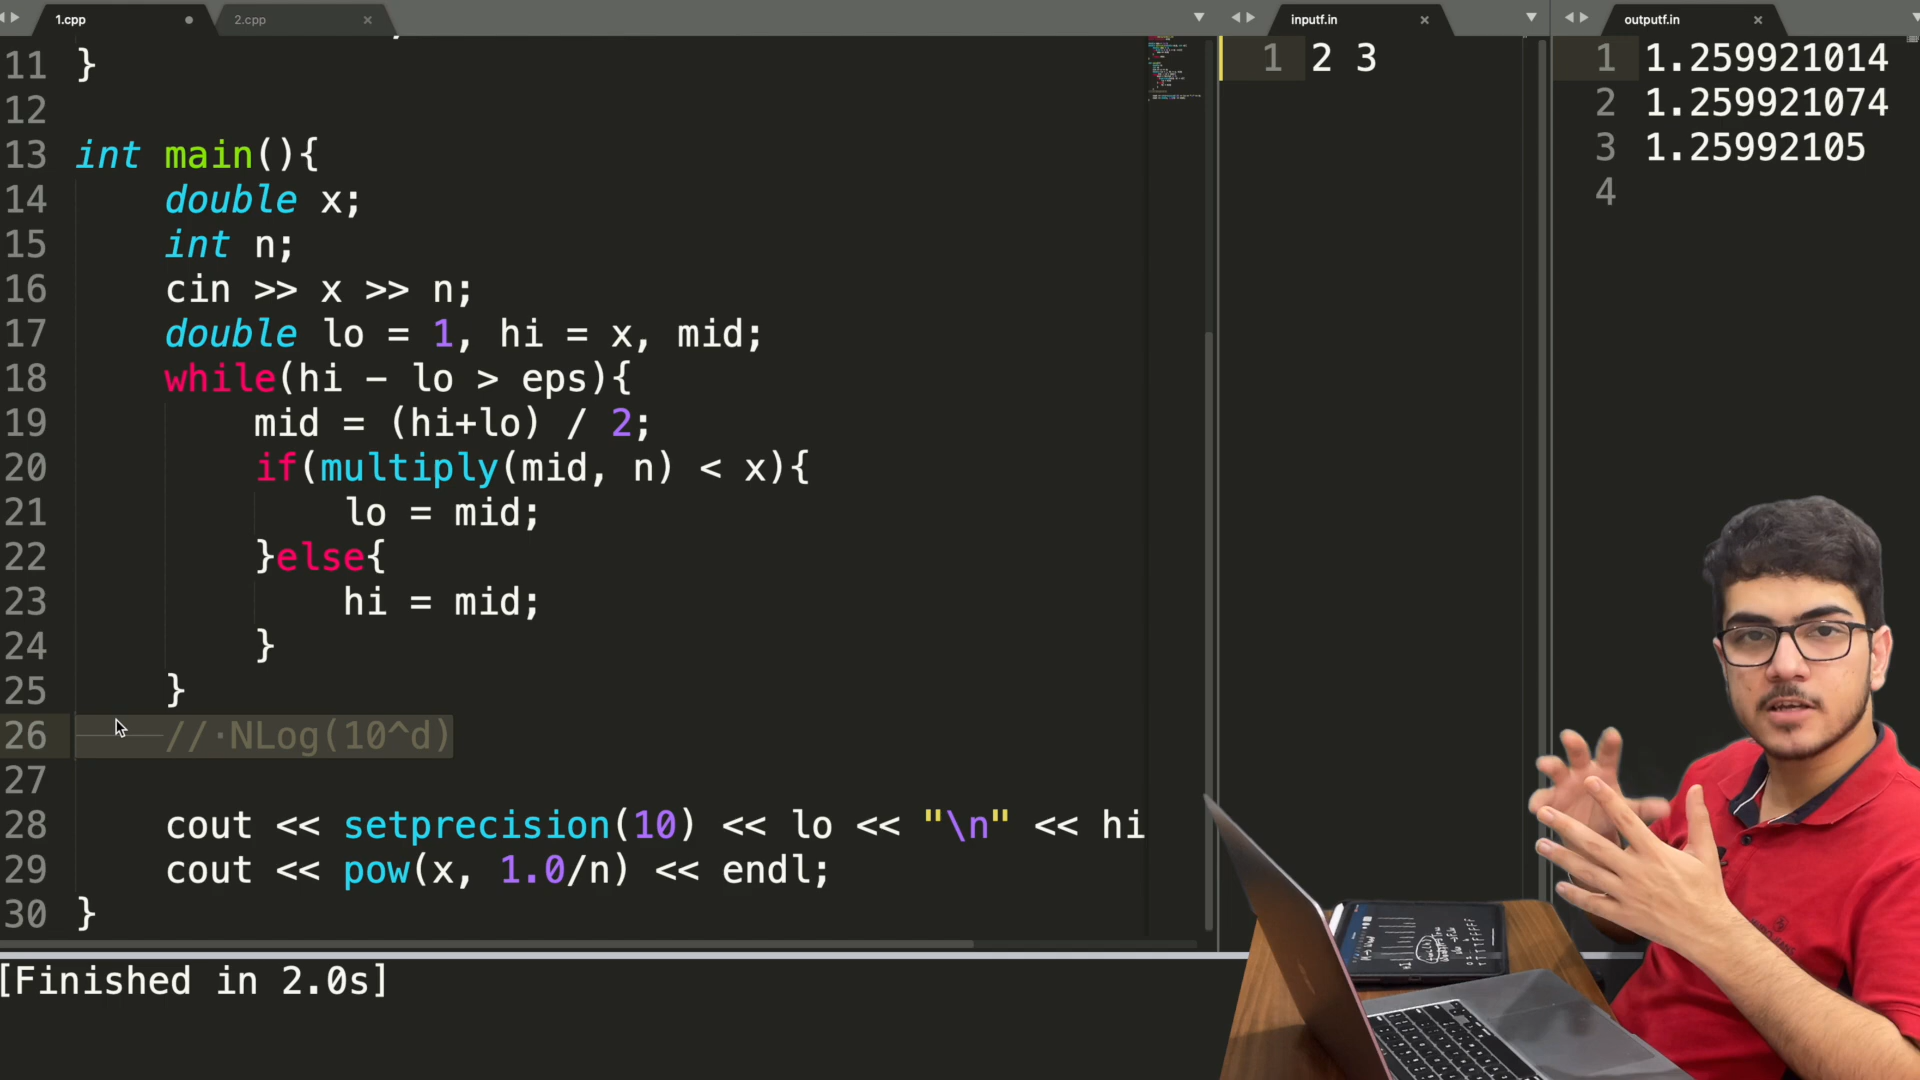 1.cpp
2.cpp
inputf.in
outputf.in
11 }
12
13 int main(){
14 double x;
15 int n;
16 cin >> x >> n;
17 double lo = 1, hi = x, mid;
18 while(hi - lo > eps){
19 mid = (hi+lo) / 2;
20 if(multiply(mid, n) < x){
21 lo = mid;
22 }else{
23 hi = mid;
24 }
25 }
26 // NLog(10^d)
27
28 cout << setprecision(10) << lo << "\n" << hi
29 cout << pow(x, 1.0/n) << endl;
30 }
1 2 3
1 1.259921014
2 1.259921074
3 1.25992105
4
[Finished in 2.0s]